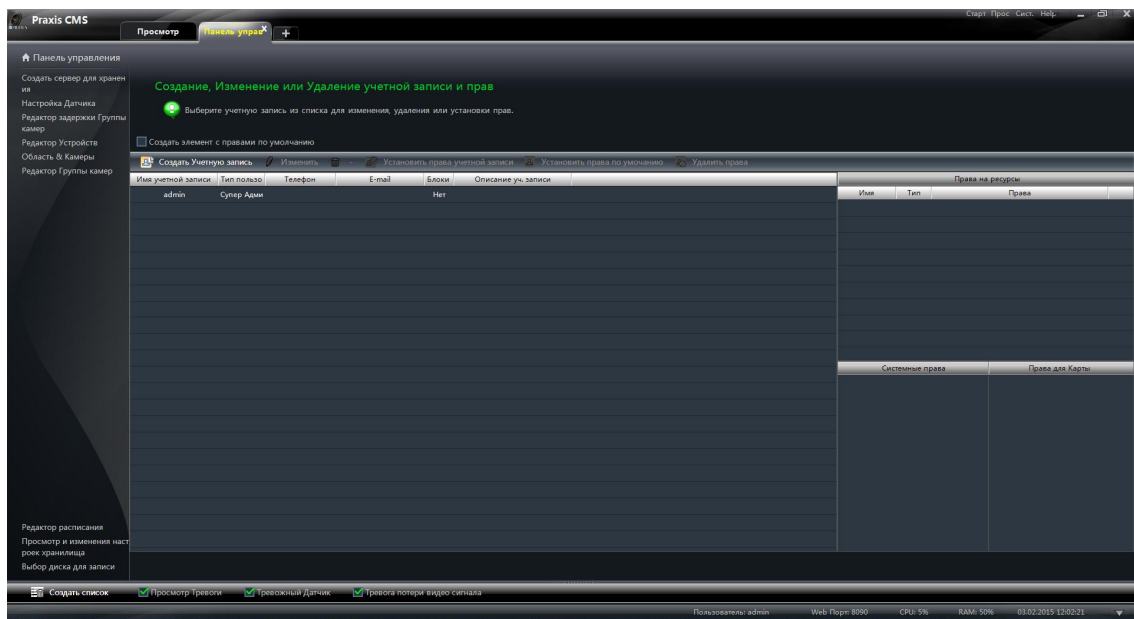 Praxis CMS
Старт Прос Сист. Help
Просмотр Панель управ X +
Панель управления
Создать сервер для хранен
ия
Настройка Датчика
Редактор задержки Группы
камер
Редактор Устройств
Область & Камеры
Редактор Группы камер
Создание, Изменение или Удаление учетной записи и прав
Выберите учетную запись из списка для изменения, удаления или установки прав.
Создать элемент с правами по умолчанию
Создать Учетную запись Изменить Установить права учетной записи Установить права по умочанию Удалить права
Имя учетной записи Тип пользо Телефон E-mail Блоки Описание уч. записи
admin Супер Адми Нет
Права на ресурсы
Имя Тип Права
Системные права Права для Карты
Редактор расписания
Просмотр и изменения наст
роек хранилища
Выбор диска для записи
Создать список Просмотр Тревоги Тревожный Датчик Тревога потери видео сигнала
Пользователь: admin Web Порт: 8090 CPU: 5% RAM: 50% 03.02.2015 12:02:21